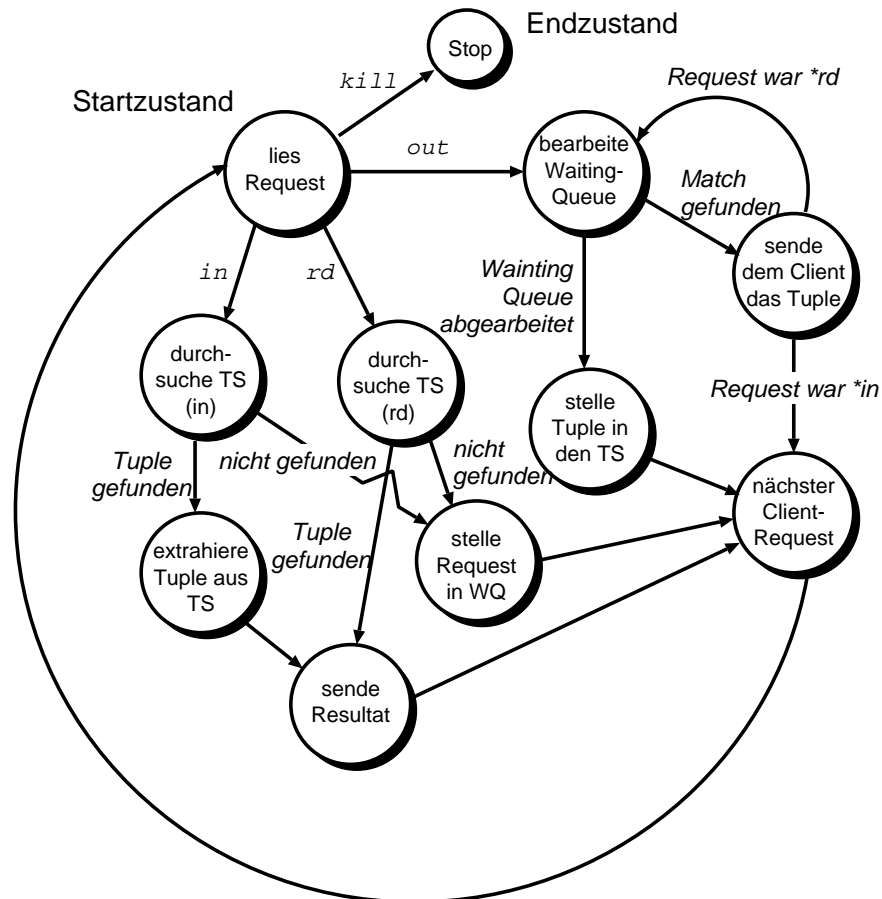 Endzustand
Stop
kill
Request war *rd
Startzustand
lies
Request
out
bearbeite
Waiting-
Queue
Match
gefunden
sende
dem Client
das Tuple
in
rd
Wainting
Queue
abgearbeitet
durch-
suche TS
(in)
durch-
suche TS
(rd)
Request war *in
stelle
Tuple in
den TS
Tuple
gefunden
nicht gefunden
nicht
gefunden
nächster
Client-
Request
extrahiere
Tuple aus
TS
Tuple
gefunden
stelle
Request
in WQ
sende
Resultat